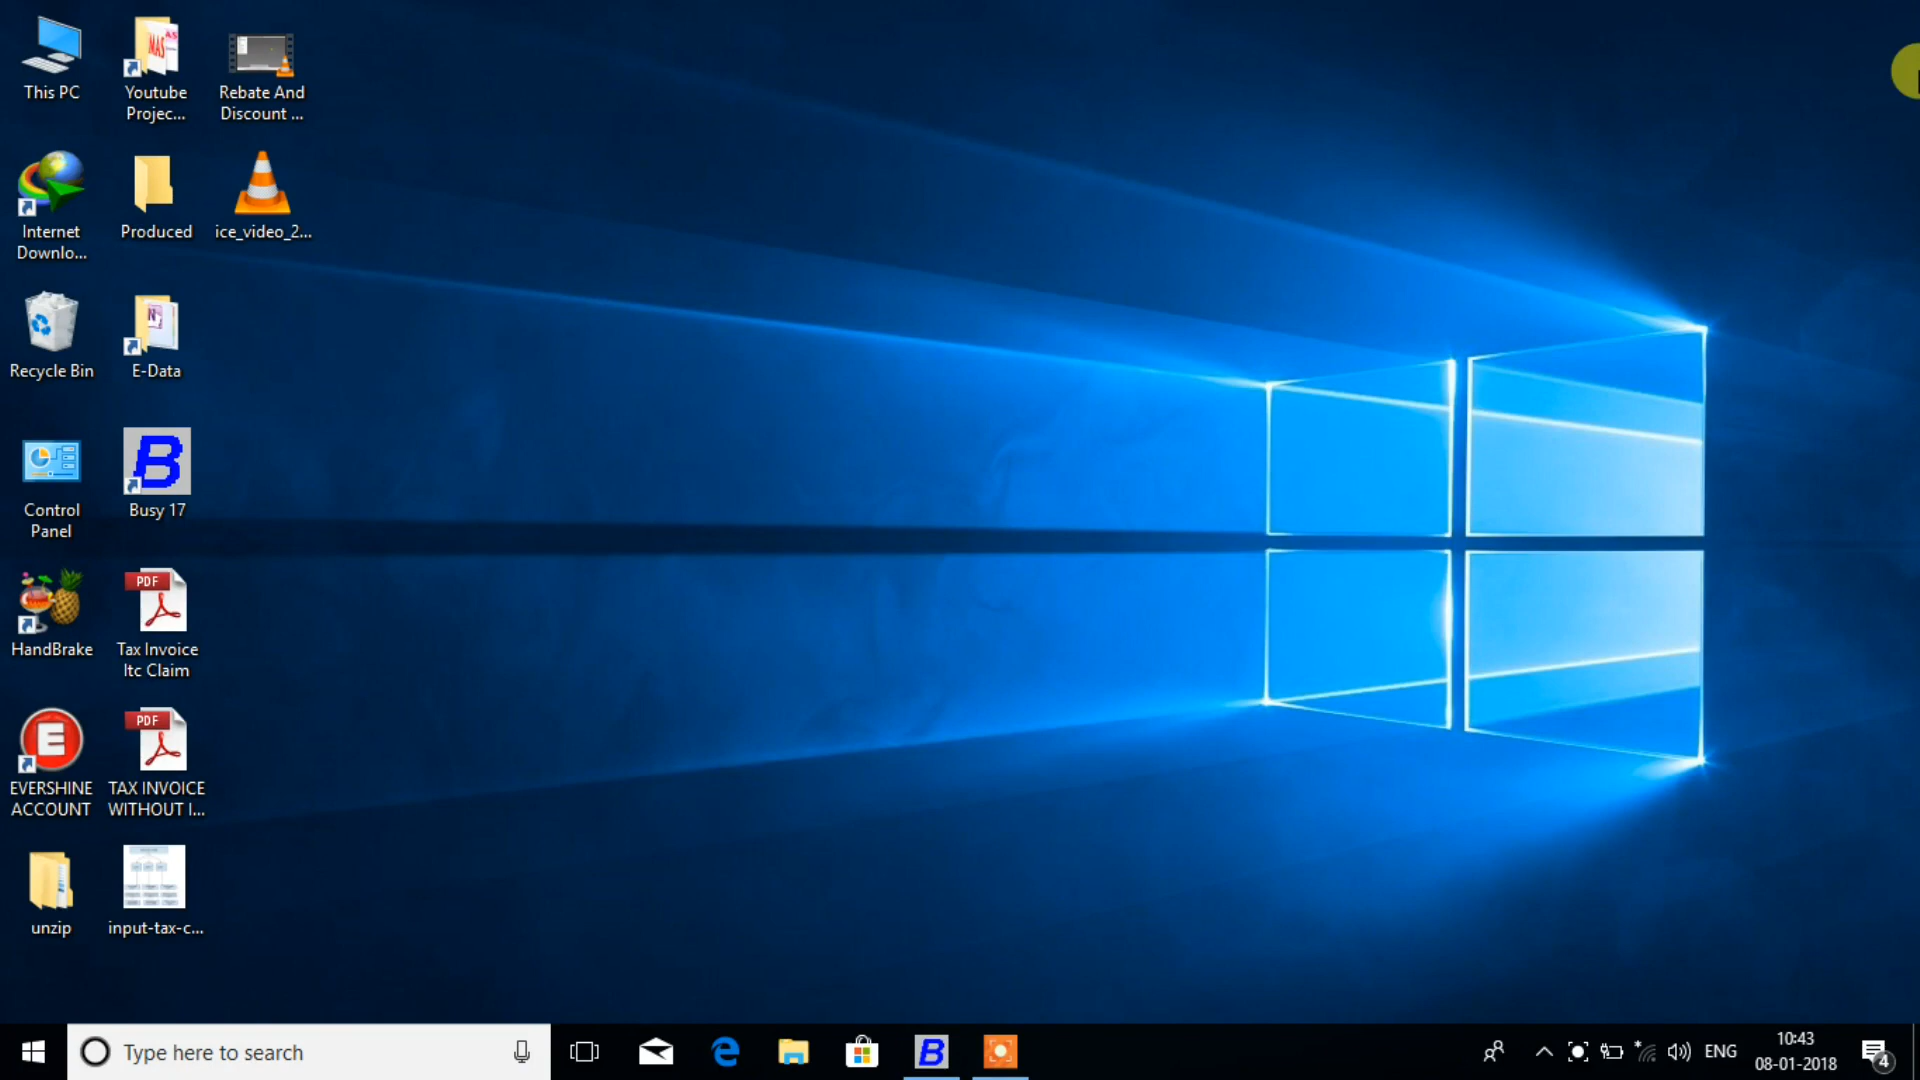 This PC
Youtube
Projec...
Rebate And
Discount ...
Internet
Downlo...
Produced
ice_video_2...
Recycle Bin
E-Data
Control
Panel
B
Busy 17
HandBrake
PDF
Tax Invoice
Itc Claim
E
EVERSHINE
ACCOUNT
PDF
TAX INVOICE
WITHOUT I...
unzip
input-tax-c...
Type here to search
B
ENG
10:43
08-01-2018
4